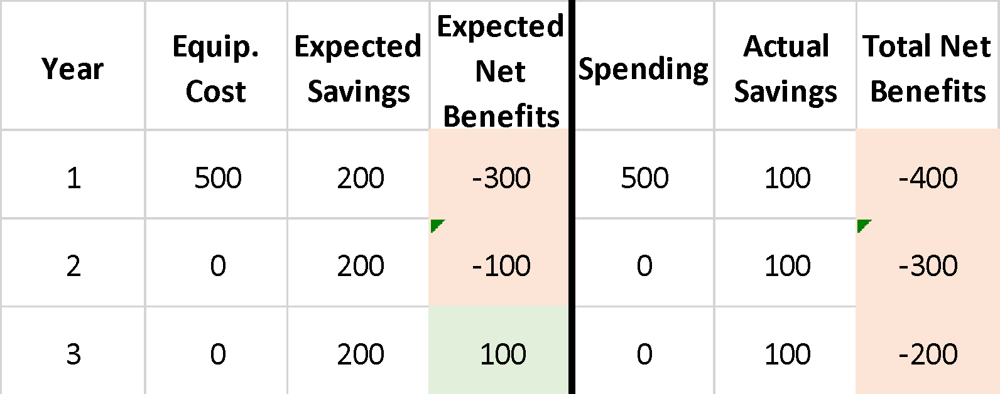 Year Equip. Cost Expected Savings Expected Net Benefits Spending Actual Savings Total Net Benefits
1 500 200 -300 500 100 -400
2 0 200 -100 0 100 -300
3 0 200 100 0 100 -200